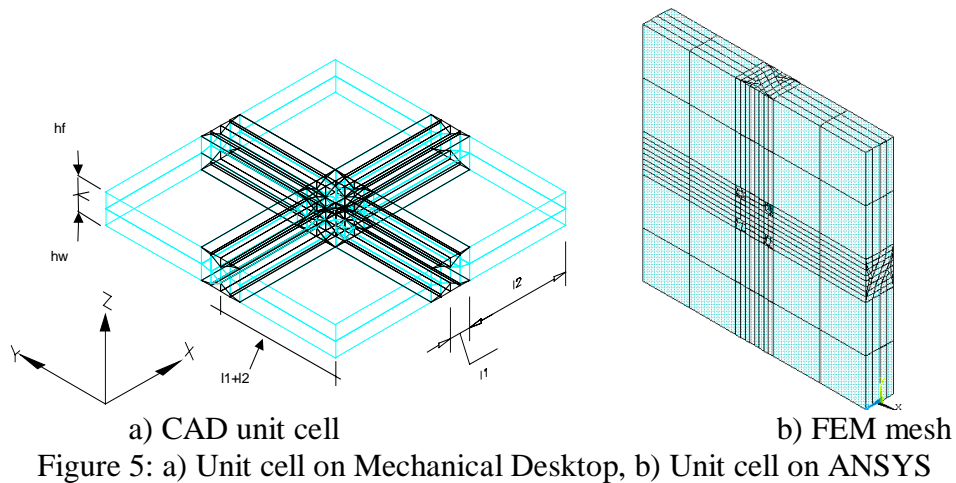 hf
hw
Z
Y
X
l2
l1
l1+l2
x
a) CAD unit cell
b) FEM mesh
Figure 5: a) Unit cell on Mechanical Desktop, b) Unit cell on ANSYS